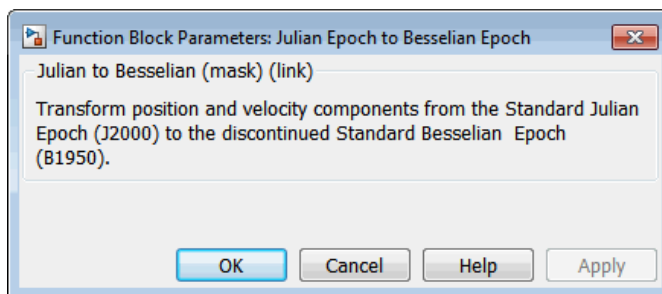 Function Block Parameters: Julian Epoch to Besselian Epoch
Julian to Besselian (mask) (link)
Transform position and velocity components from the Standard Julian
Epoch (J2000) to the discontinued Standard Besselian  Epoch
(B1950).
OK Cancel Help Apply